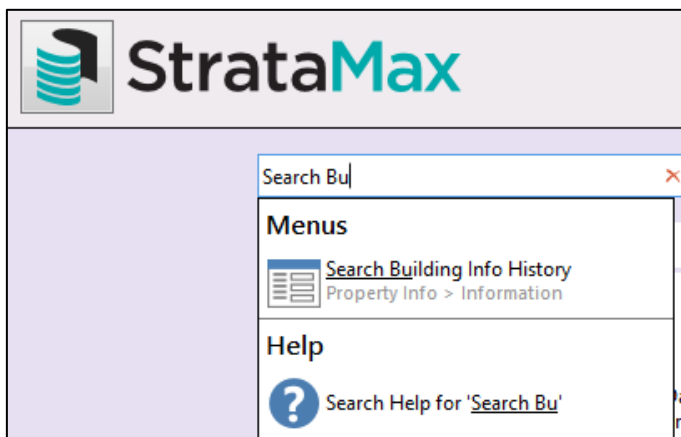 StrataMax
Search Bu
Menus
Search Building Info History
Property Info > Information
Help
Search Help for 'Search Bu'